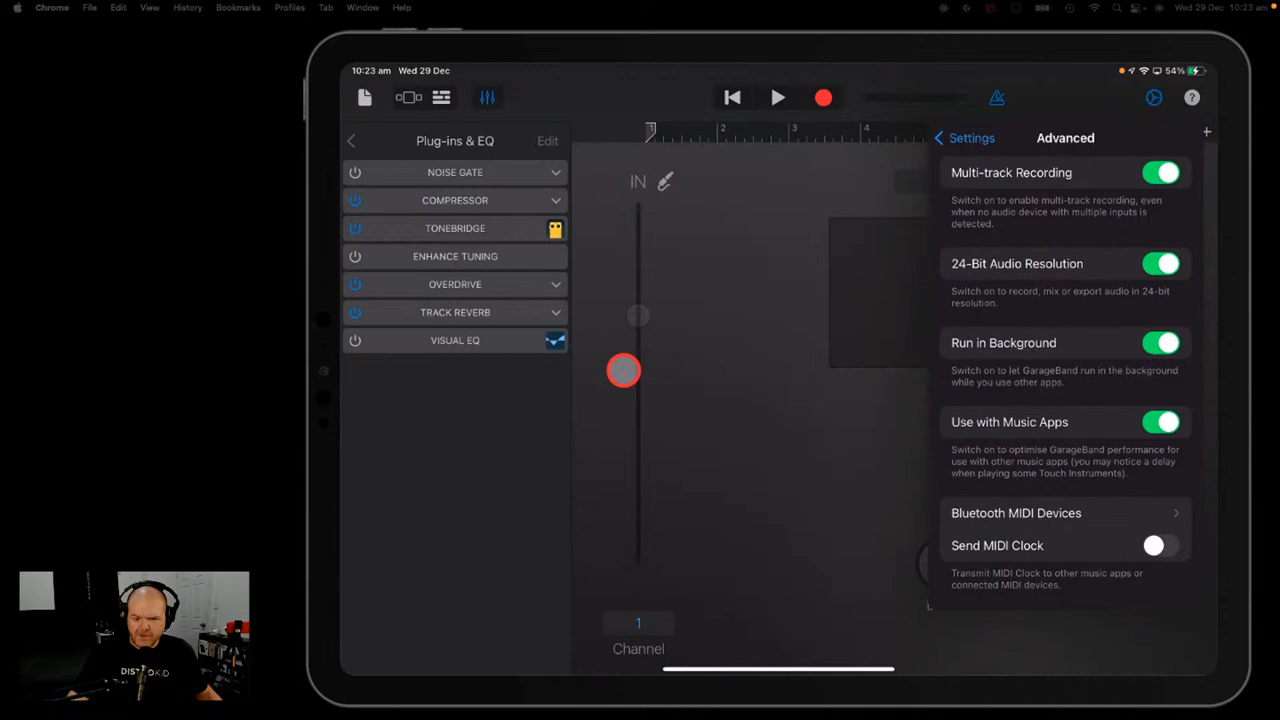 Chrome File Edit View History Bookmarks Profiles Tab Window Help
Wed 29 Dec 10:23 am
10:23 am Wed 29 Dec
54%
1 2 3 4
Plug-ins & EQ Edit
NOISE GATE
COMPRESSOR
TONEBRIDGE
ENHANCE TUNING
OVERDRIVE
TRACK REVERB
VISUAL EQ
IN
1
Channel
Settings Advanced
Multi-track Recording
Switch on to enable multi-track recording, even
when no audio device with multiple inputs is
detected.
24-Bit Audio Resolution
Switch on to record, mix or export audio in 24-bit
resolution.
Run in Background
Switch on to let GarageBand run in the background
while you use other apps.
Use with Music Apps
Switch on to optimise GarageBand performance for
use with other music apps (you may notice a delay
when playing some Touch Instruments).
Bluetooth MIDI Devices
Send MIDI Clock
Transmit MIDI Clock to other music apps or
connected MIDI devices.